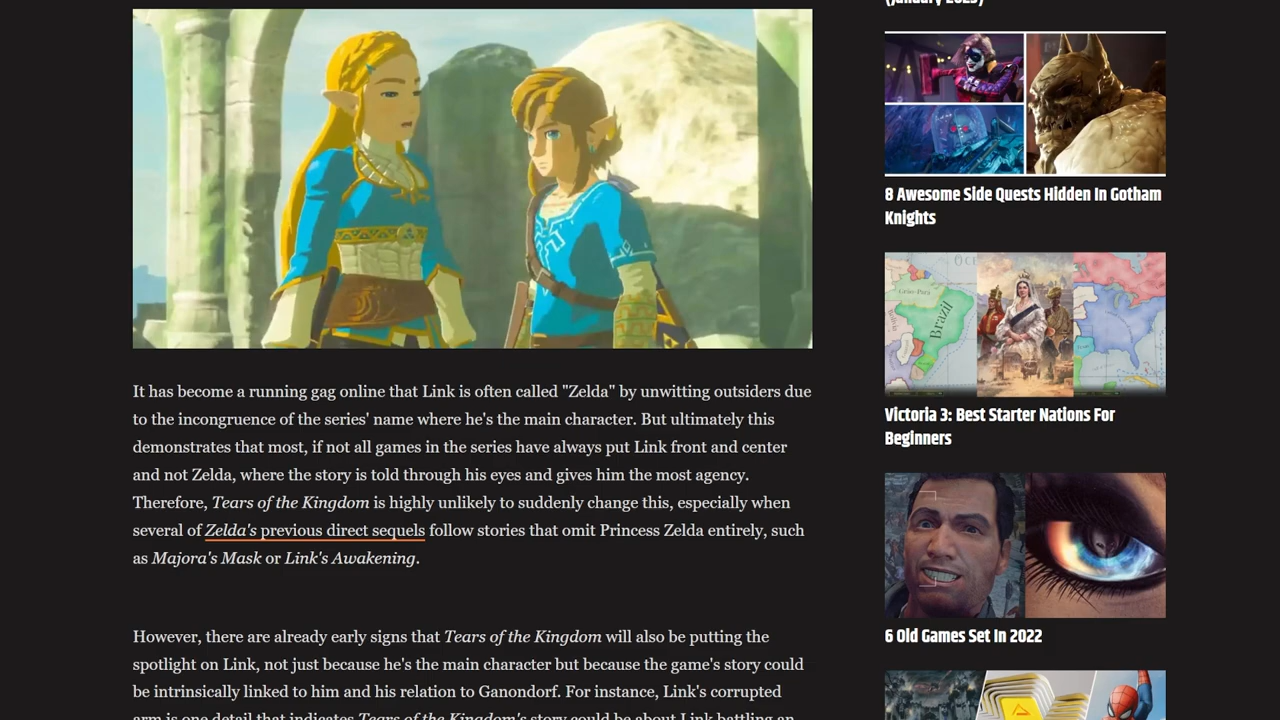 It has become a running gag online that Link is often called "Zelda" by unwitting outsiders due
to the incongruence of the series' name where he's the main character. But ultimately this
demonstrates that most, if not all games in the series have always put Link front and center
and not Zelda, where the story is told through his eyes and gives him the most agency.
Therefore, Tears of the Kingdom is highly unlikely to suddenly change this, especially when
several of Zelda's previous direct sequels follow stories that omit Princess Zelda entirely, such
as Majora's Mask or Link's Awakening.
However, there are already early signs that Tears of the Kingdom will also be putting the
spotlight on Link, not just because he's the main character but because the game's story could
be intrinsically linked to him and his relation to Ganondorf. For instance, Link's corrupted
arm is one detail that indicates Tears of the Kingdom's story could be about Link battling an
(January 2023)
8 Awesome Side Quests Hidden In Gotham
Knights
Grão-Pará
Brazil
Victoria 3: Best Starter Nations For
Beginners
6 Old Games Set In 2022